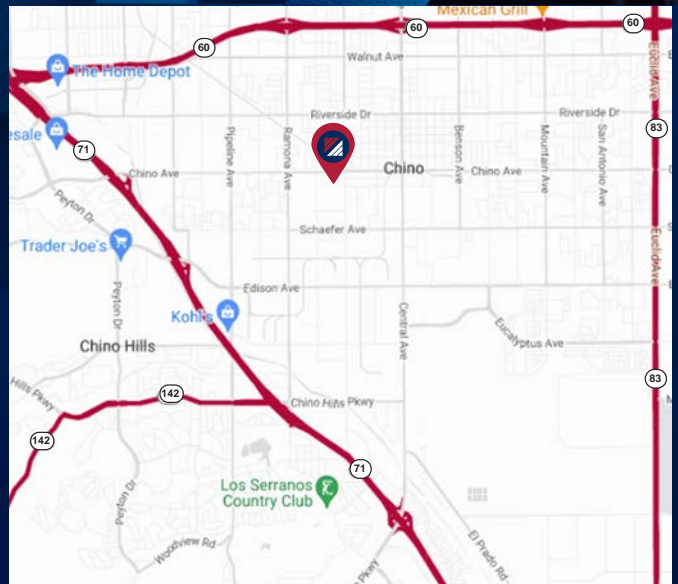 Mexican Grill
60
60
60
Walnut Ave
The Home Depot
Euclid Ave
Riverside Dr
Riverside Dr
esale
71
83
Pipeline Ave
Ramona Ave
Benson Ave
Mountain Ave
San Antonio Ave
Chino Ave
Chino
Chino Ave
Peyton Dr
Schaefer Ave
Trader Joe's
Euclid Ave
Edison Ave
Peyton Dr
Kohl's
Central Ave
Eucalyptus Ave
Chino Hills
83
Hills Pkwy
142
Chino Hills Pkwy
142
71
Los Serranos
Country Club
Peyton Dr
Woodview Rd
El Prado Rd
Pkwy